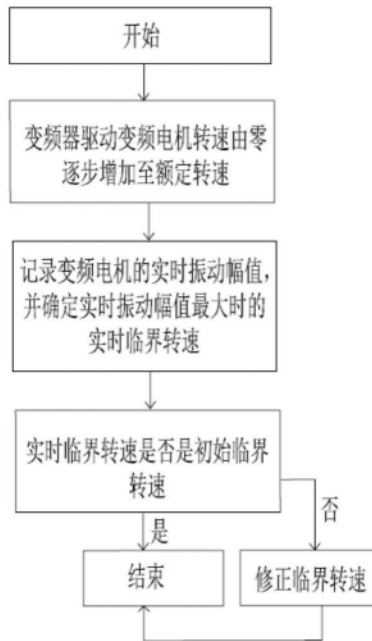 开始
变频器驱动变频电机转速由零
逐步增加至额定转速
记录变频电机的实时振动幅值，
并确定实时振动幅值最大时的
实时临界转速
实时临界转速是否是初始临界
转速
是
否
结束
修正临界转速